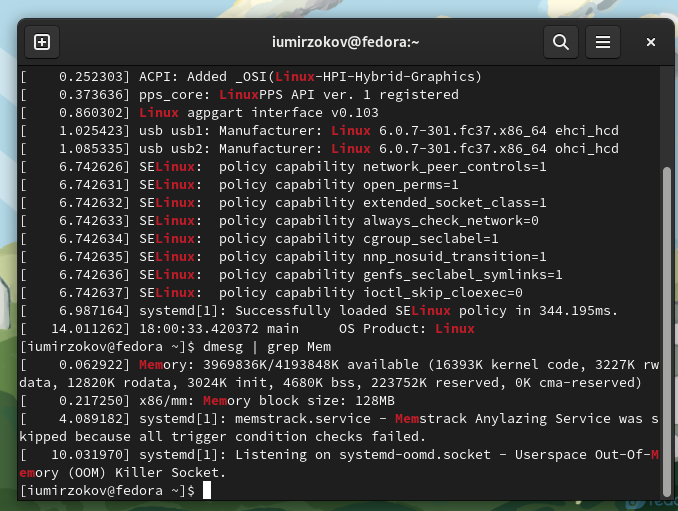 iumirzokov@fedora:~
[    0.252303] ACPI: Added _OSI(Linux-HPI-Hybrid-Graphics)
[    0.373636] pps_core: LinuxPPS API ver. 1 registered
[    0.860302] Linux agpgart interface v0.103
[    1.025423] usb usb1: Manufacturer: Linux 6.0.7-301.fc37.x86_64 ehci_hcd
[    1.085335] usb usb2: Manufacturer: Linux 6.0.7-301.fc37.x86_64 ohci_hcd
[    6.742626] SELinux:  policy capability network_peer_controls=1
[    6.742631] SELinux:  policy capability open_perms=1
[    6.742632] SELinux:  policy capability extended_socket_class=1
[    6.742633] SELinux:  policy capability always_check_network=0
[    6.742634] SELinux:  policy capability cgroup_seclabel=1
[    6.742635] SELinux:  policy capability nnp_nosuid_transition=1
[    6.742636] SELinux:  policy capability genfs_seclabel_symlinks=1
[    6.742637] SELinux:  policy capability ioctl_skip_cloexec=0
[    6.987164] systemd[1]: Successfully loaded SELinux policy in 344.195ms.
[   14.011262] 18:00:33.420372 main     OS Product: Linux
[iumirzokov@fedora ~]$ dmesg | grep Mem
[    0.062922] Memory: 3969836K/4193848K available (16393K kernel code, 3227K rw
data, 12820K rodata, 3024K init, 4680K bss, 223752K reserved, 0K cma-reserved)
[    0.217250] x86/mm: Memory block size: 128MB
[    4.089182] systemd[1]: memstrack.service - Memstrack Anylazing Service was s
kipped because all trigger condition checks failed.
[   10.031970] systemd[1]: Listening on systemd-oomd.socket - Userspace Out-Of-M
emory (OOM) Killer Socket.
[iumirzokov@fedora ~]$